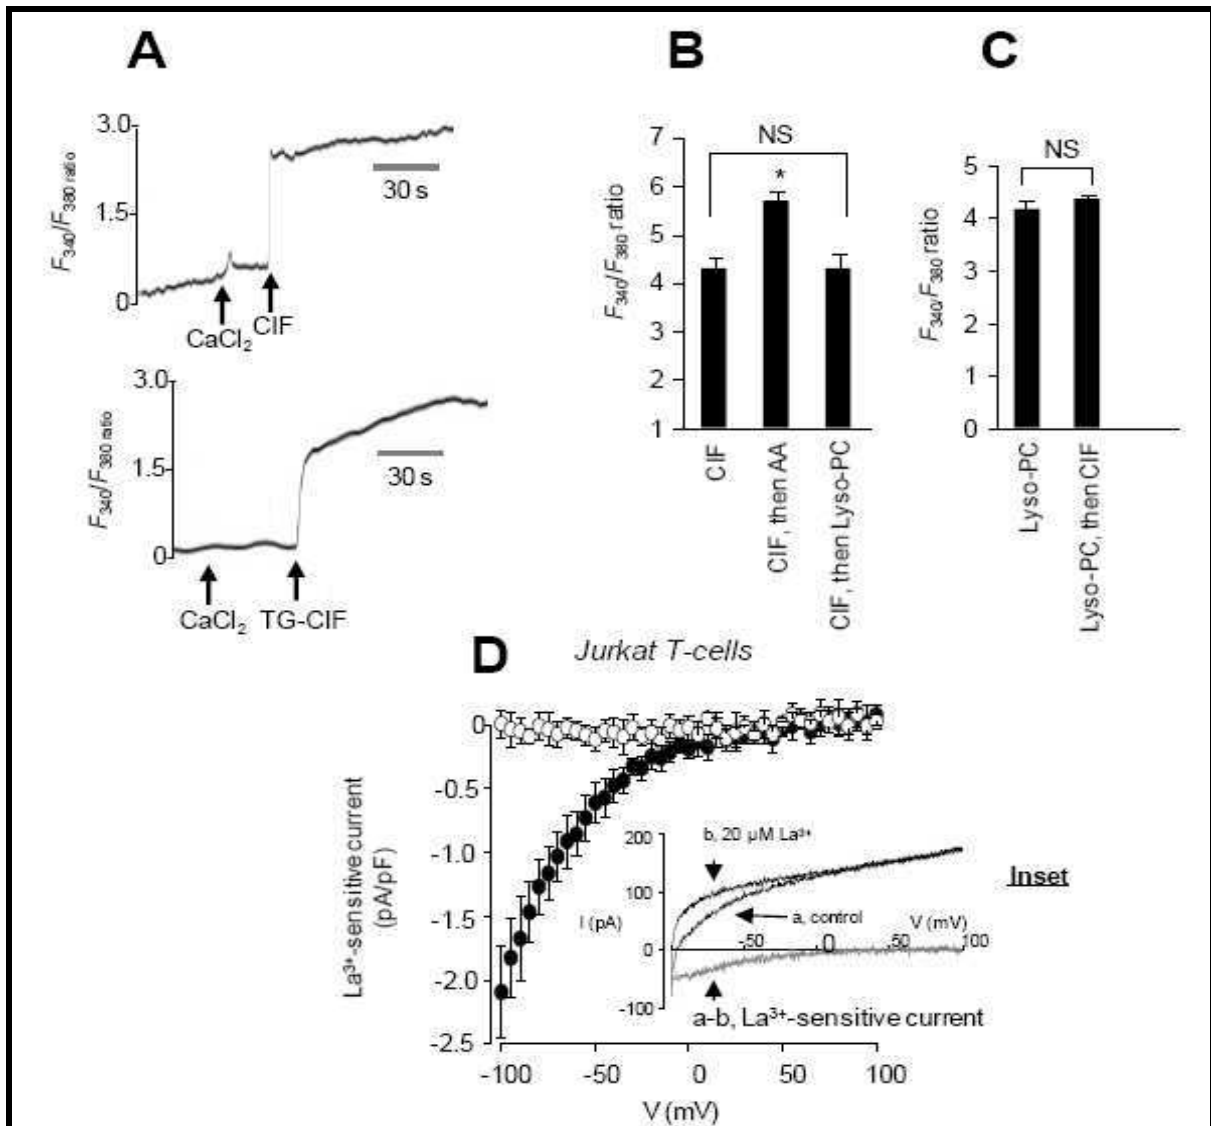 A
3.0
1.5
0
F340/F380 ratio
30 s
CaCl₂
CIF
3.0
1.5
0
F340/F380 ratio
30 s
CaCl₂
TG-CIF
B
7
6
5
4
3
2
1
F340/F380 ratio
NS
*
CIF
CIF, then AA
CIF, then Lyso-PC
C
5
4
3
2
1
0
F340/F380 ratio
NS
Lyso-PC
Lyso-PC, then CIF
D
Jurkat T-cells
0
-0.5
-1.0
-1.5
-2.0
-2.5
La³⁺-sensitive current
(pA/pF)
-100
-50
0
50
100
V (mV)
200
100
0
-100
I (pA)
b, 20 µM La³⁺
a, control
V (mV)
-50
0
50
100
a-b, La³⁺-sensitive current
Inset